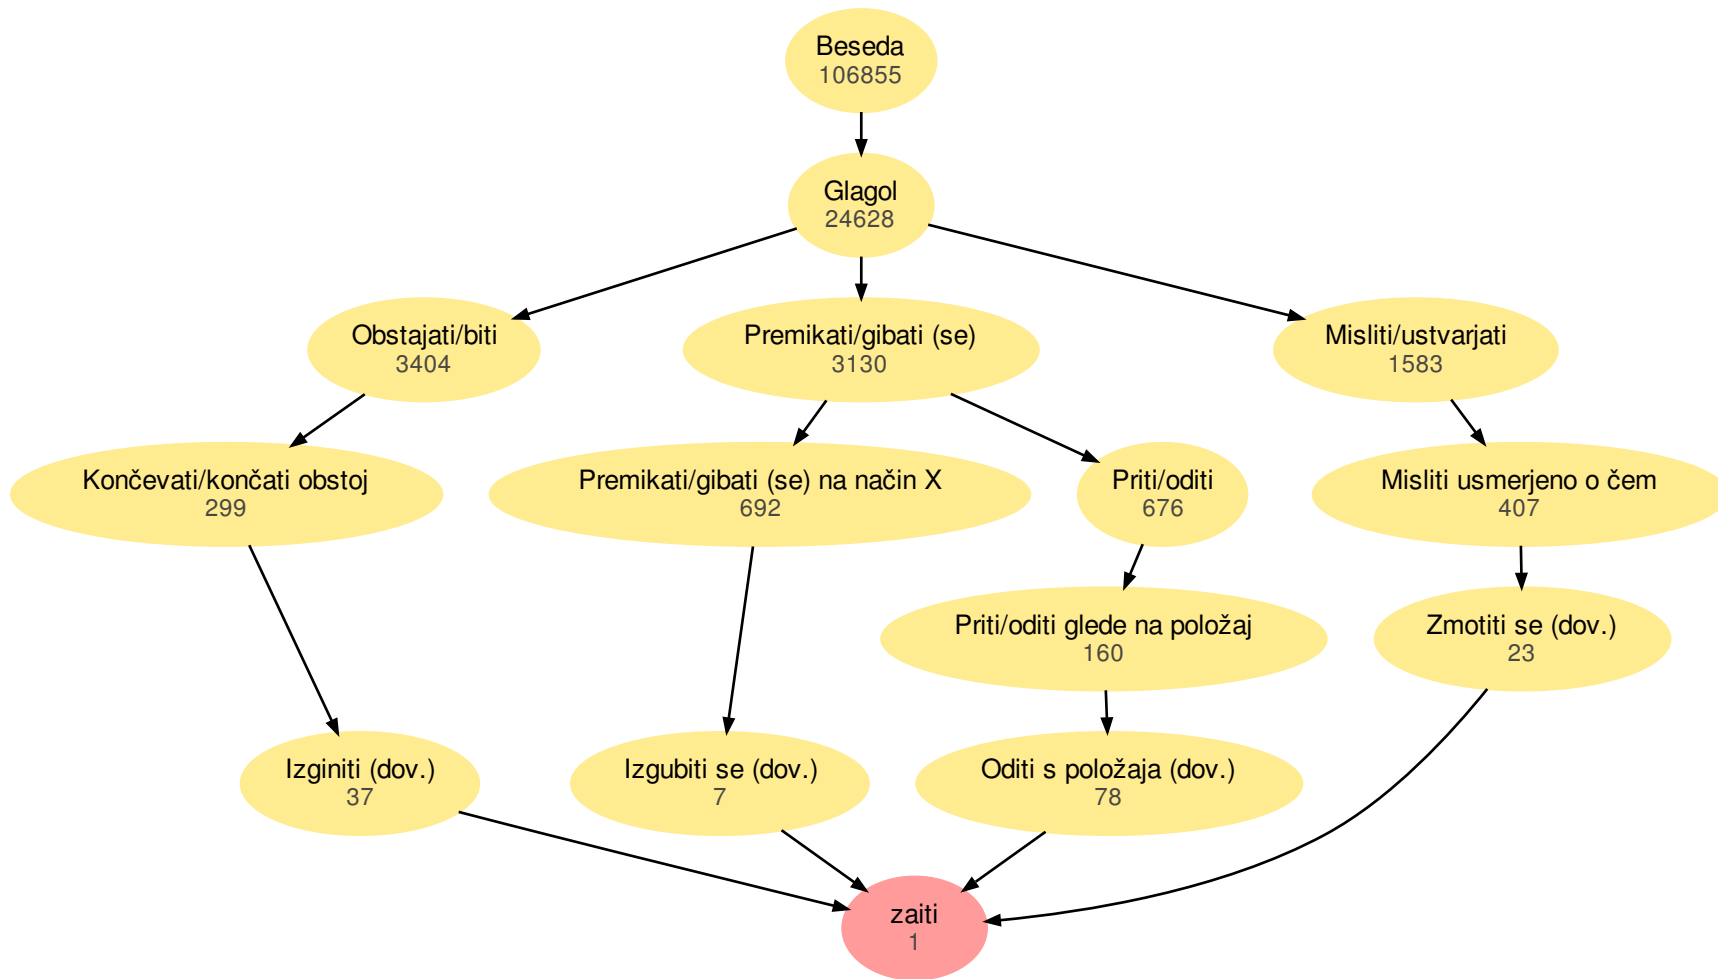 Beseda
106855
Glagol
24628
Obstajati/biti
3404
Premikati/gibati (se)
3130
Misliti/ustvarjati
1583
Končevati/končati obstoj
299
Premikati/gibati (se) na način X
692
Priti/oditi
676
Misliti usmerjeno o čem
407
Priti/oditi glede na položaj
160
Zmotiti se (dov.)
23
Izginiti (dov.)
37
Izgubiti se (dov.)
7
Oditi s položaja (dov.)
78
zaiti
1